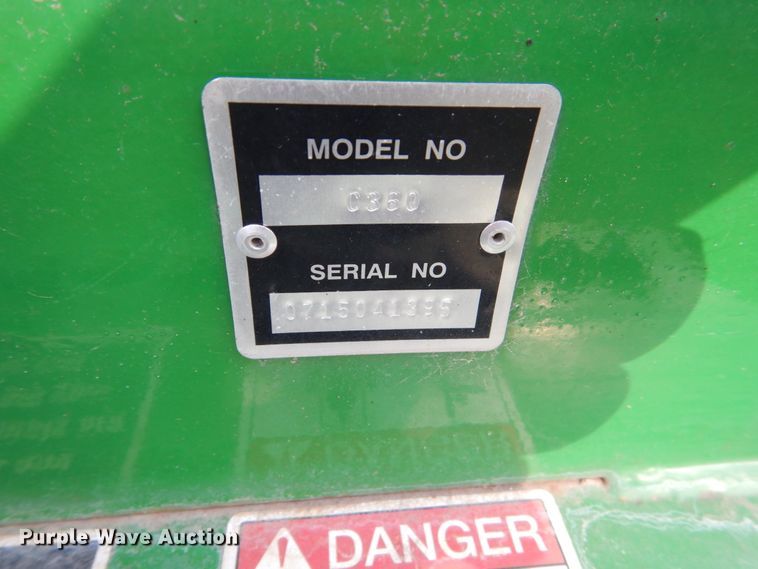 MODEL NO
C360
SERIAL NO
0715041395
DANGER
Purple Wave Auction